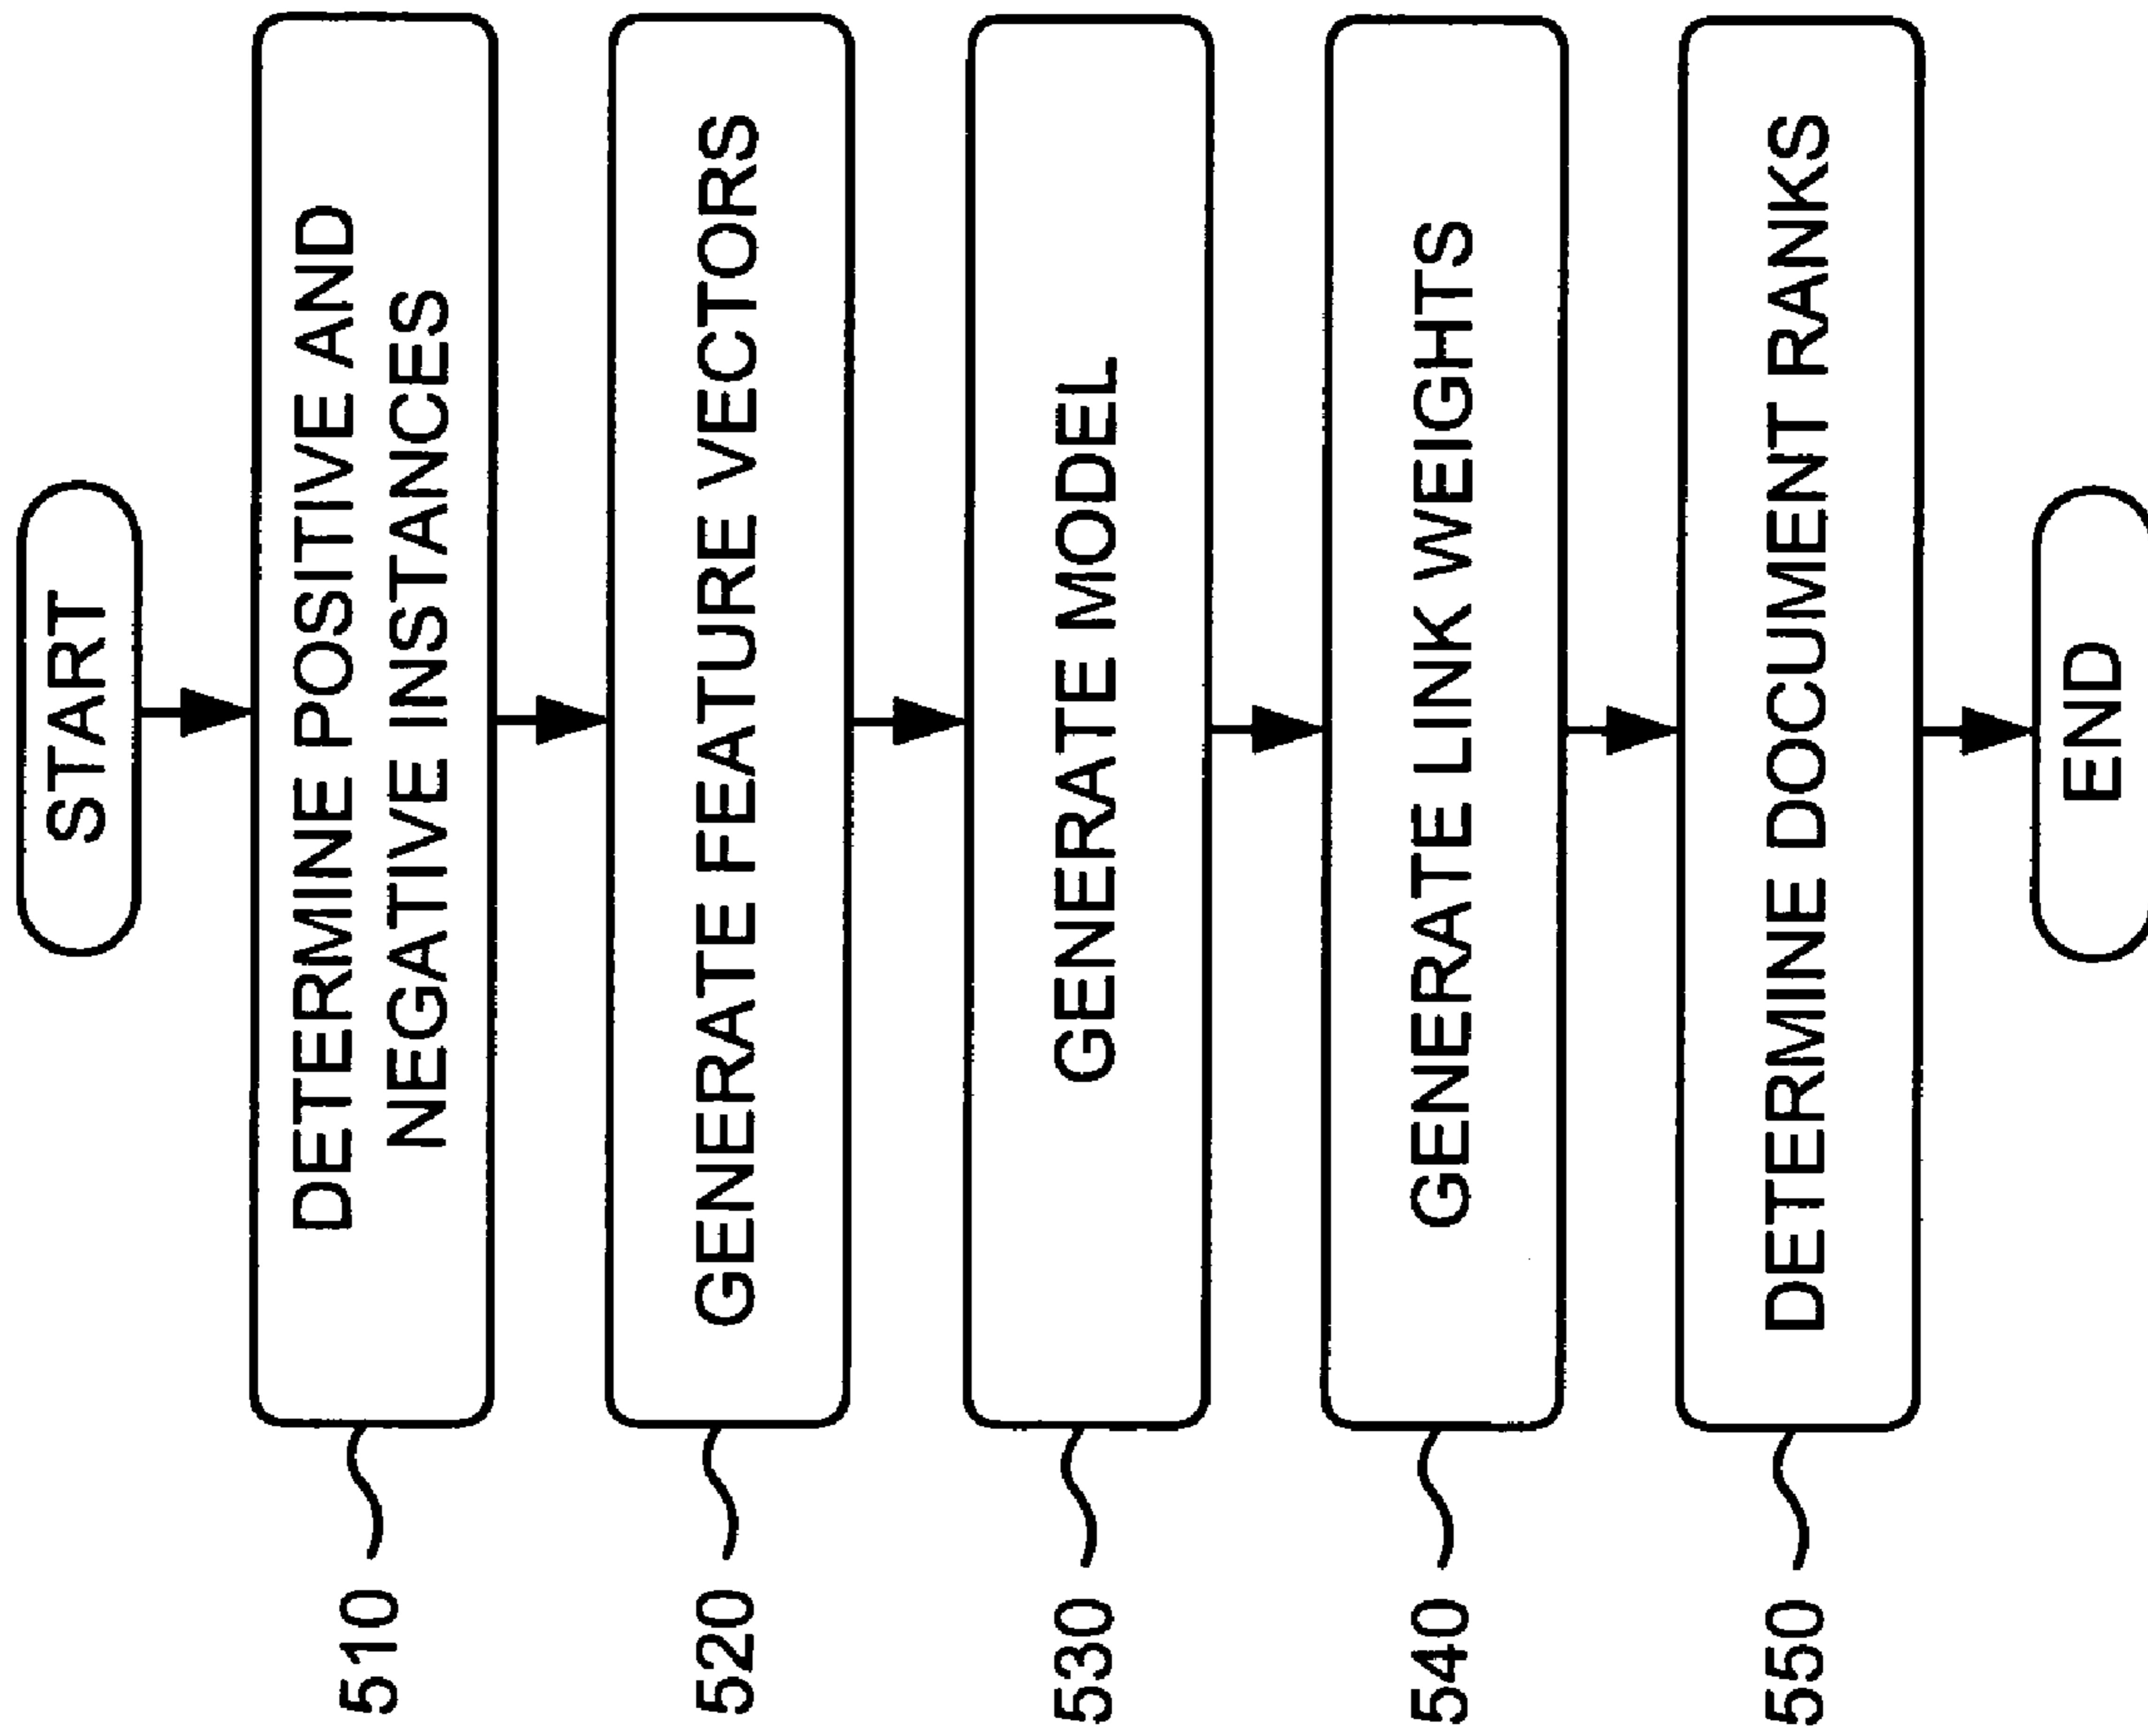 START
510
DETERMINE POSITIVE AND
NEGATIVE INSTANCES
520
GENERATE FEATURE VECTORS
530
GENERATE MODEL
540
GENERATE LINK WEIGHTS
550
DETERMINE DOCUMENT RANKS
END